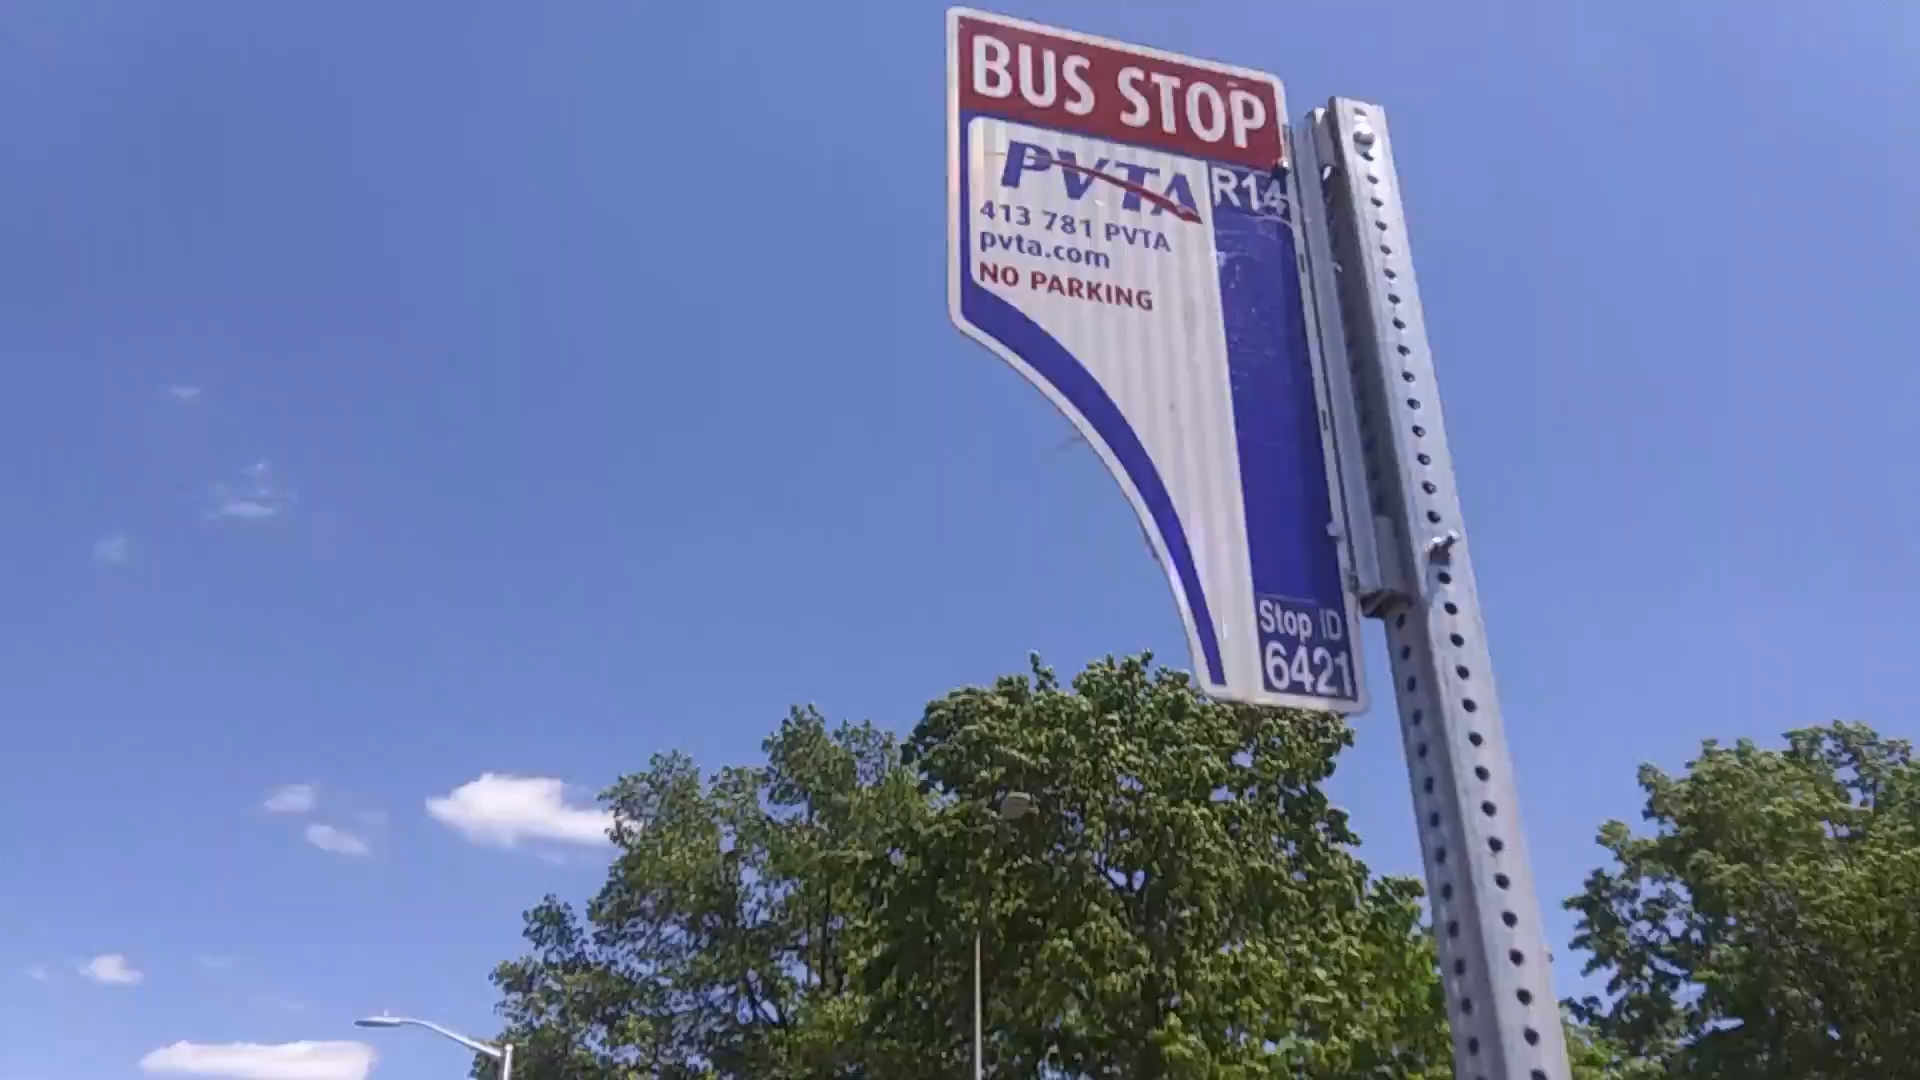 BUS STOP
PVTA
R14
413 781 PVTA
pvta.com
NO PARKING
Stop ID
6421